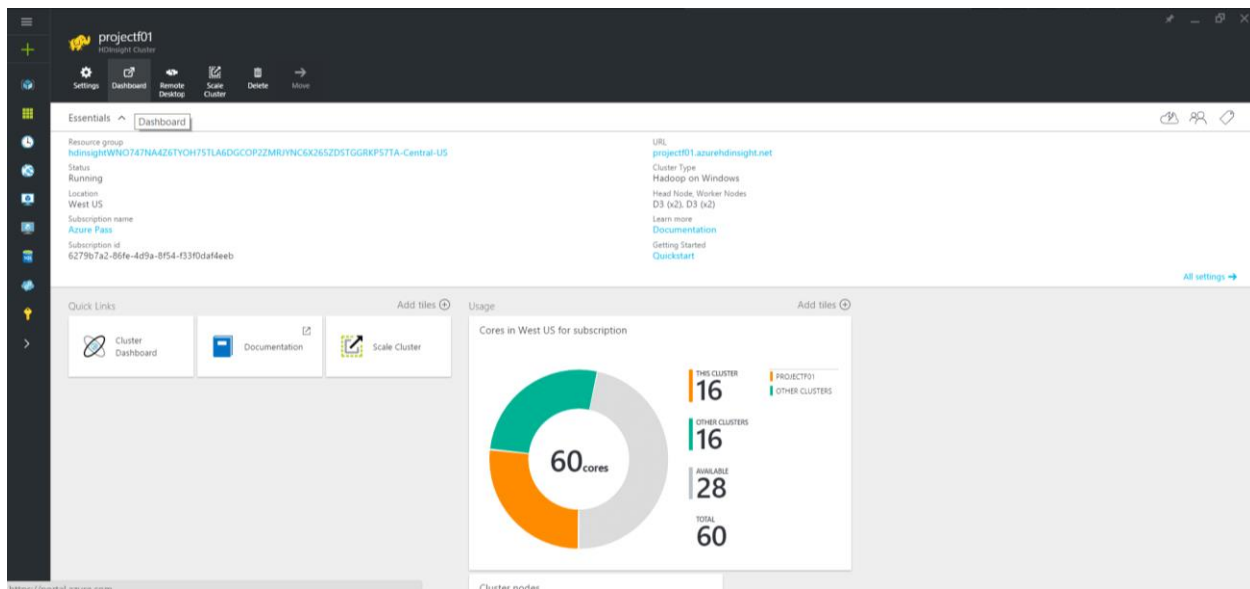 projectf01
HDInsight Cluster
Settings
Dashboard
Remote Desktop
Scale Cluster
Delete
Move
Essentials
Dashboard
Resource group
URL
projectf01.azurehdinsight.net
Status
Running
Cluster Type
Hadoop on Windows
Location
West US
Head Node, Worker Nodes
D3 (x2), D3 (x2)
Subscription name
Azure Pass
Learn more
Documentation
Subscription id
6279b7a2-86fe-4d9a-8f54-f33f0daf4eeb
Getting Started
Quickstart
All settings
Quick Links
Add tiles
Usage
Add tiles
Cluster
Dashboard
Documentation
Scale Cluster
Cores in West US for subscription
60 cores
THIS CLUSTER
16
PROJECTF01
OTHER CLUSTERS
OTHER CLUSTERS
16
AVAILABLE
28
TOTAL
60
Cluster nodes